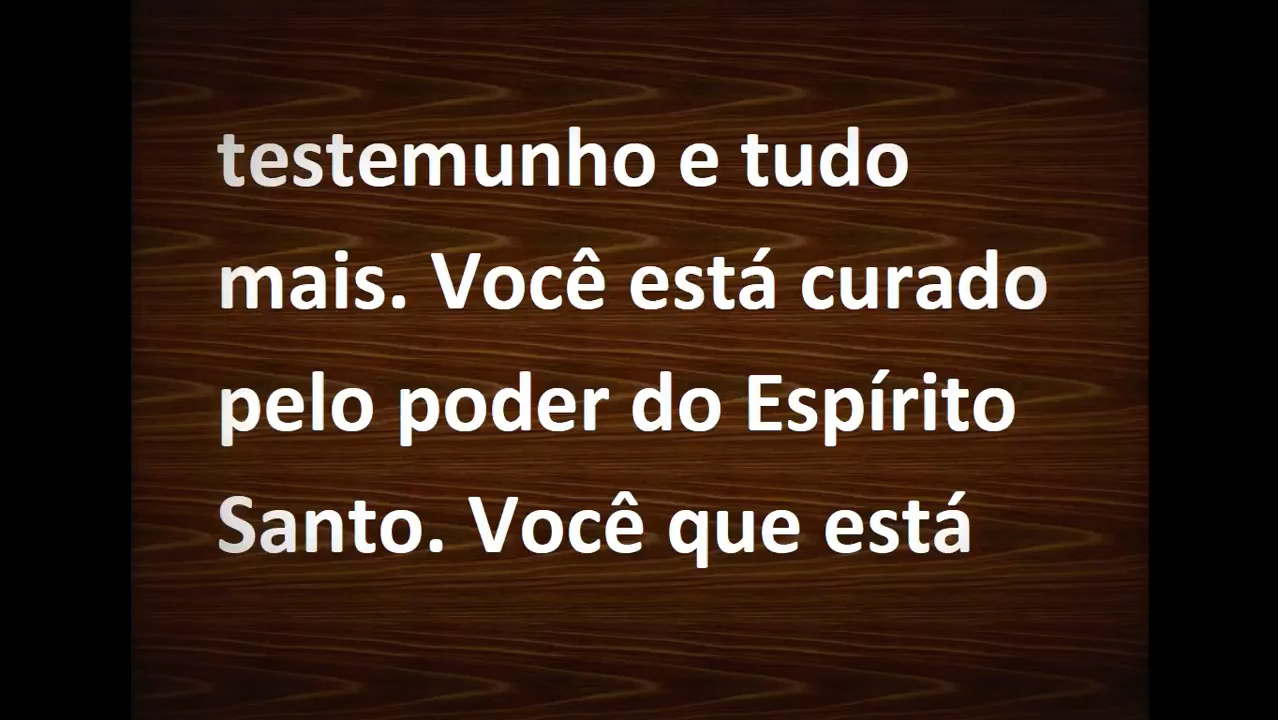 testemunho e tudo
mais. Você está curado
pelo poder do Espírito
Santo. Você que está